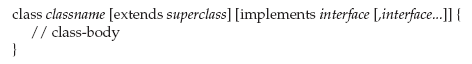 class classname [extends superclass] [implements interface [,interface...]] {
// class-body
}